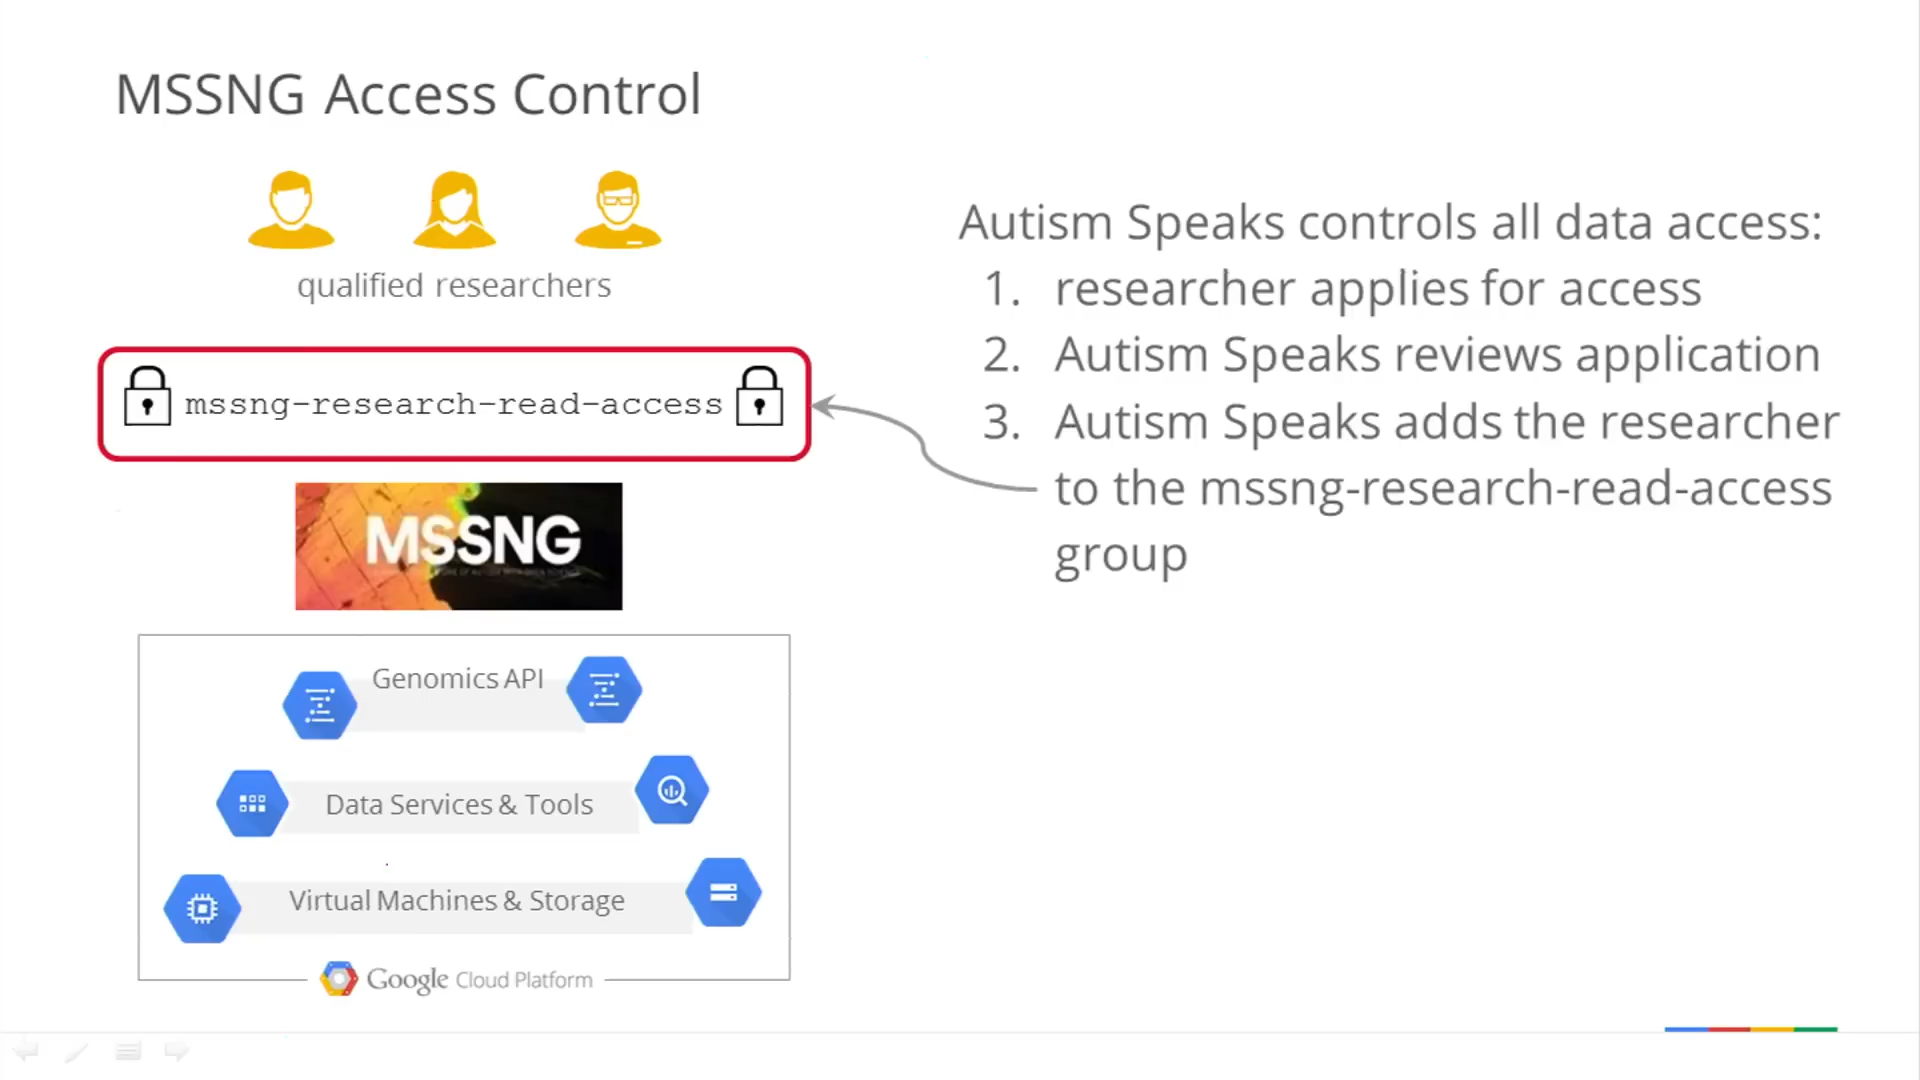 MSSNG Access Control
qualified researchers
mssng-research-read-access
MSSNG
Genomics API
Data Services & Tools
Virtual Machines & Storage
Google Cloud Platform
Autism Speaks controls all data access:
1. researcher applies for access
2. Autism Speaks reviews application
3. Autism Speaks adds the researcher
to the mssng-research-read-access
group